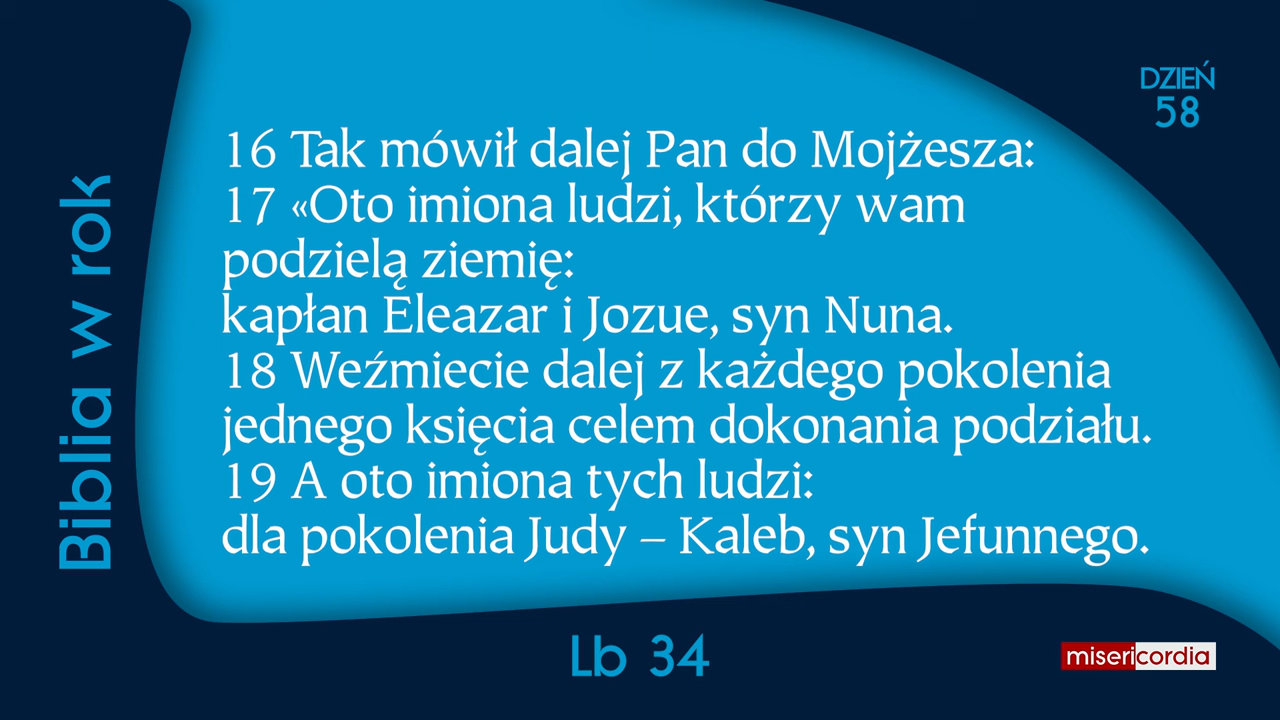 DZIEŃ
58
16 Tak mówił dalej Pan do Mojżesza:
17 «Oto imiona ludzi, którzy wam
podzielą ziemię:
kapłan Eleazar i Jozue, syn Nuna.
18 Weźmiecie dalej z każdego pokolenia
jednego księcia celem dokonania podziału.
19 A oto imiona tych ludzi:
dla pokolenia Judy – Kaleb, syn Jefunnego.
Biblia w rok
Lb 34
misericordia